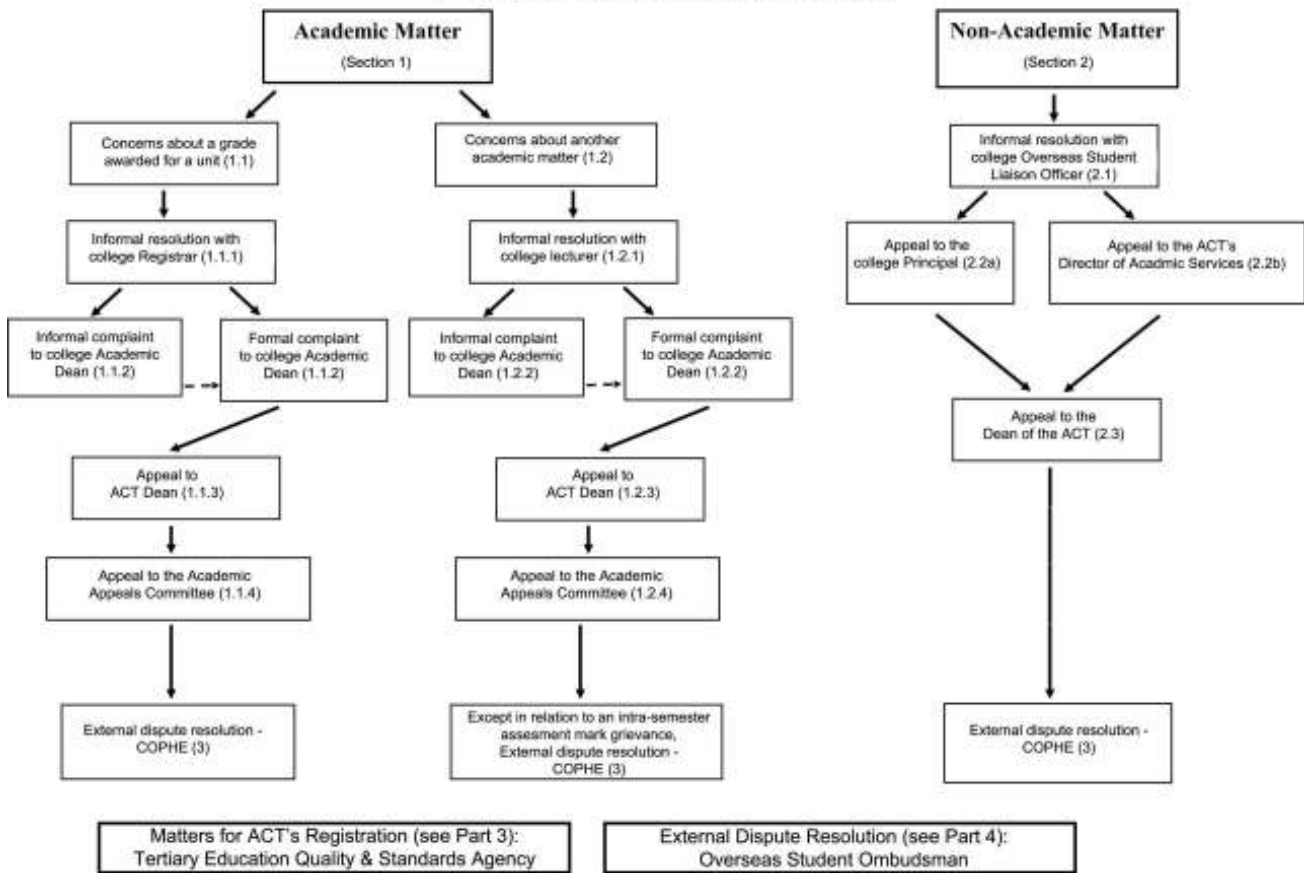 Academic Matter
(Section 1)
Non-Academic Matter
(Section 2)
Concerns about a grade
awarded for a unit (1.1)
Concerns about another
academic matter (1.2)
Informal resolution with
college Overseas Student
Liaison Officer (2.1)
Informal resolution with
college Registrar (1.1.1)
Informal resolution with
college lecturer (1.2.1)
Appeal to the
college Principal (2.2a)
Appeal to the ACT's
Director of Acadmic Services (2.2b)
Informal complaint
to college Academic
Dean (1.1.2)
Formal complaint
to college Academic
Dean (1.1.2)
Informal complaint
to college Academic
Dean (1.2.2)
Formal complaint
to college Academic
Dean (1.2.2)
Appeal to the
Dean of the ACT (2.3)
Appeal to
ACT Dean (1.1.3)
Appeal to
ACT Dean (1.2.3)
Appeal to the Academic
Appeals Committee (1.1.4)
Appeal to the Academic
Appeals Committee (1.2.4)
External dispute resolution -
COPHE (3)
Except in relation to an intra-semester
assesment mark grievance,
External dispute resolution -
COPHE (3)
External dispute resolution -
COPHE (3)
Matters for ACT's Registration (see Part 3):
Tertiary Education Quality & Standards Agency
External Dispute Resolution (see Part 4):
Overseas Student Ombudsman